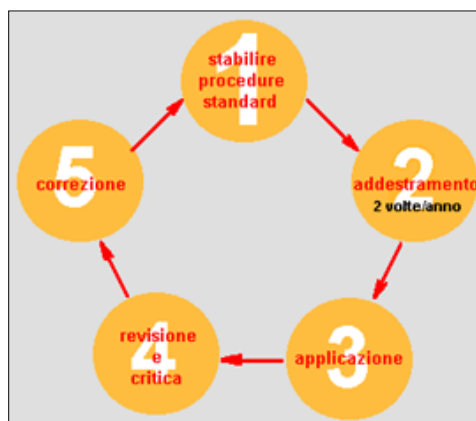 1
stabilire
procedure
standard
2
addestramento
2 volte/anno
3
applicazione
4
revisione
e
critica
5
correzione